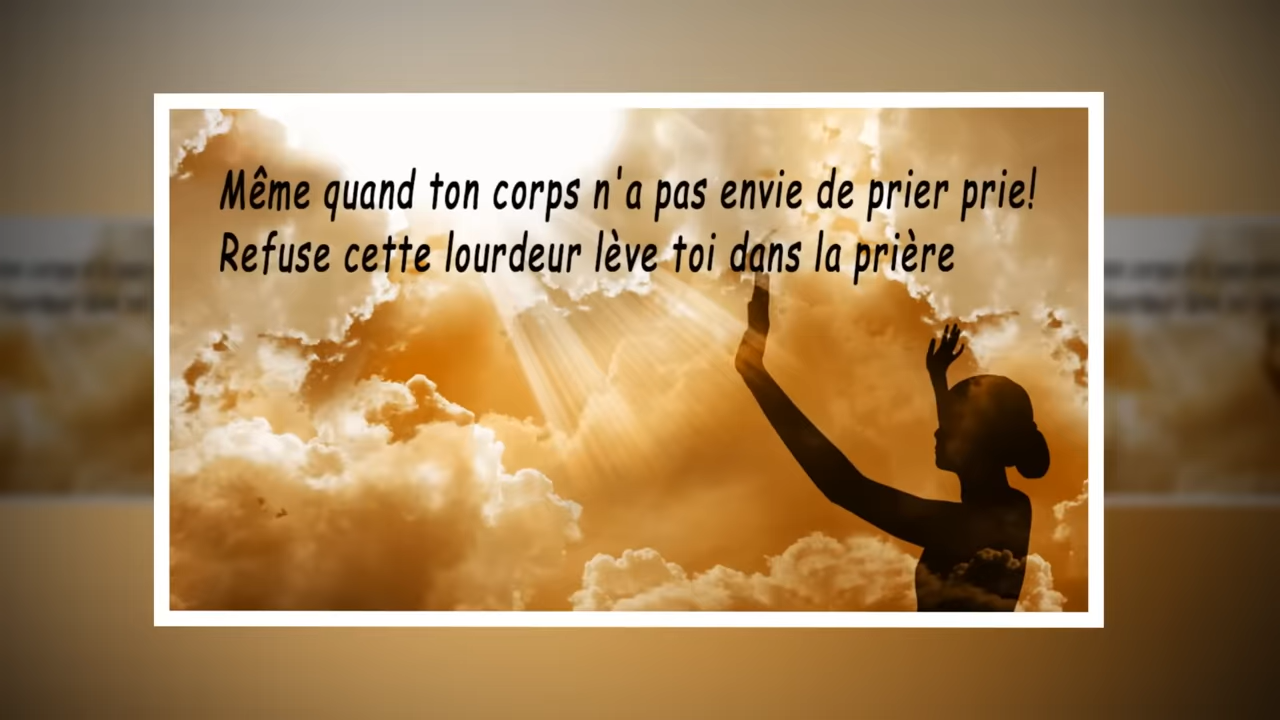 Même quand ton corps n'a pas envie de prier prie!
Refuse cette lourdeur lève toi dans la prière